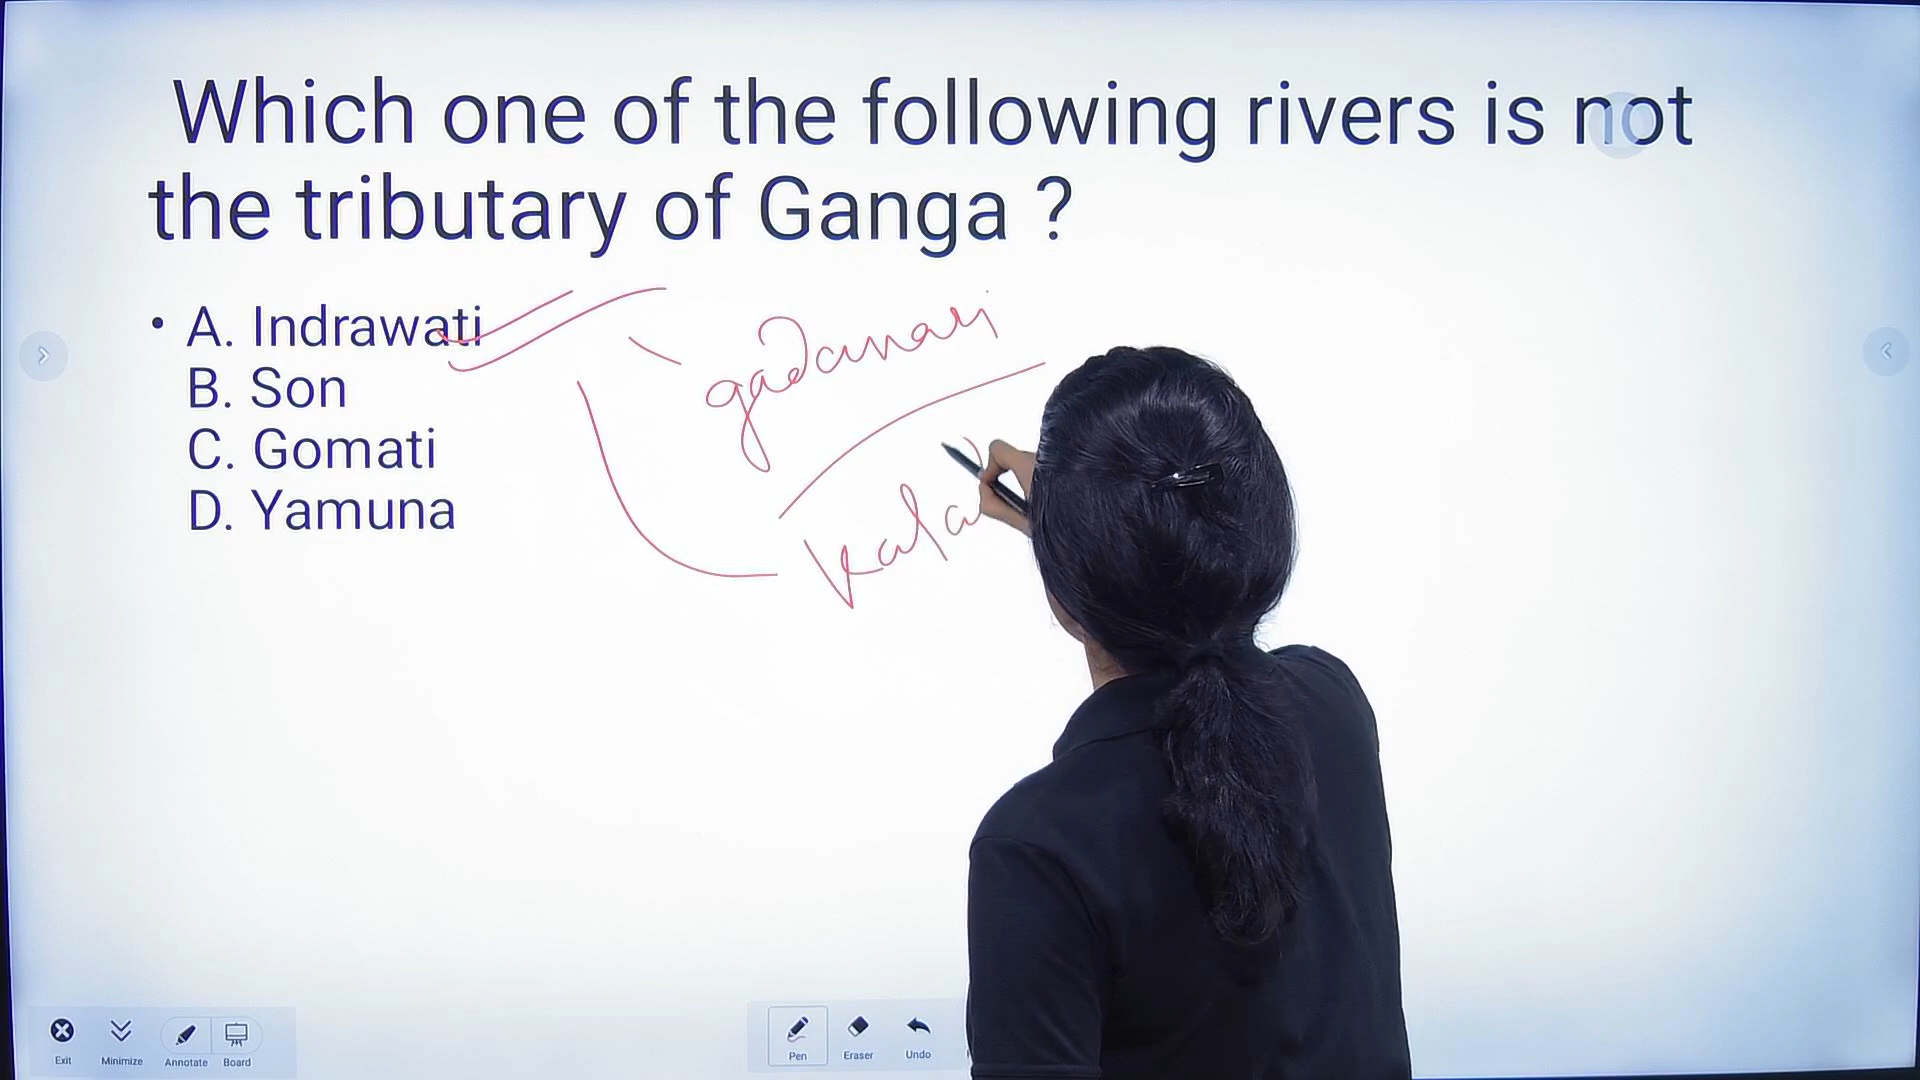 Which one of the following rivers is not
the tributary of Ganga ?
• A. Indrawati
B. Son
C. Gomati
D. Yamuna
Exit
Minimize
Annotate
Board
Pen
Eraser
Undo